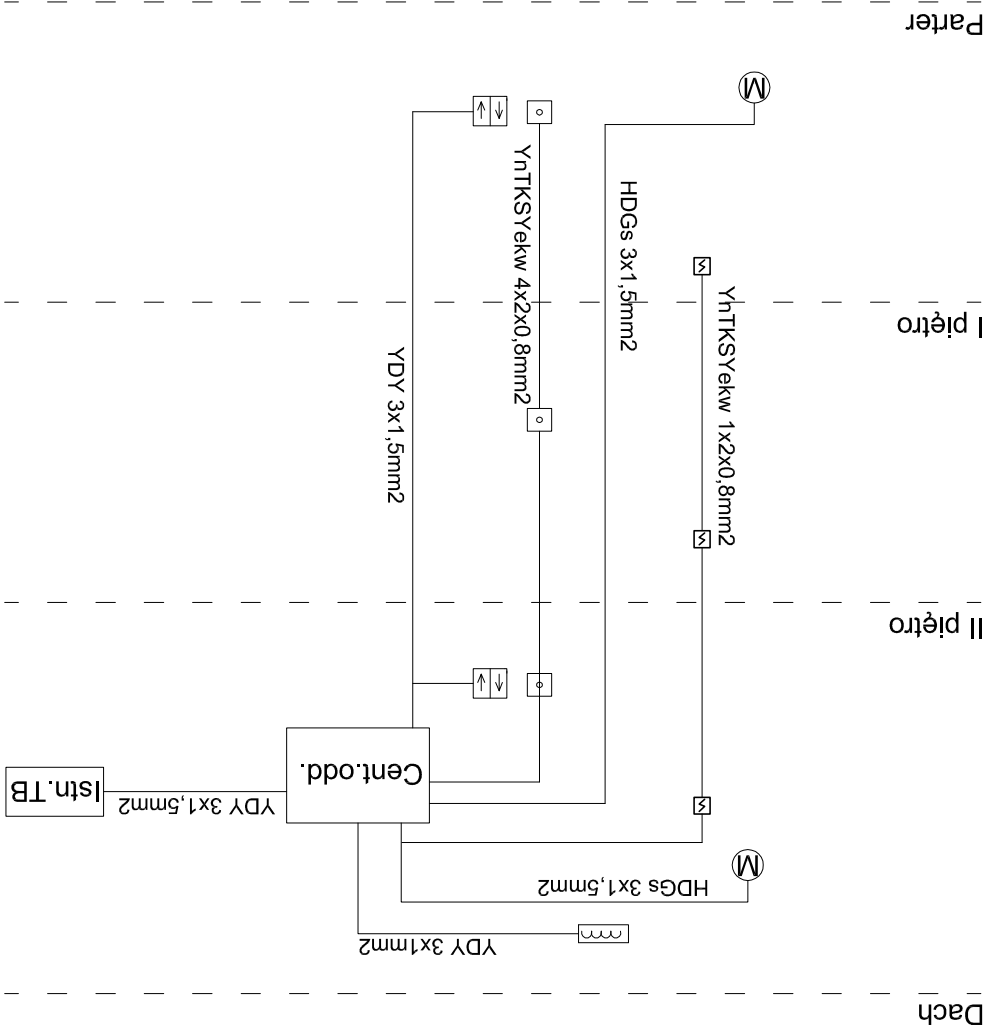 Dach
YDY 3x1mm2
HDGs 3x1,5mm2
M
YDY 3x1,5mm2
Cent.odd.
Istn.TB
II piętro
YnTKSYekw 1x2x0,8mm2
YDY 3x1,5mm2
I piętro
HDGs 3x1,5mm2
YnTKSYekw 4x2x0,8mm2
M
Parter